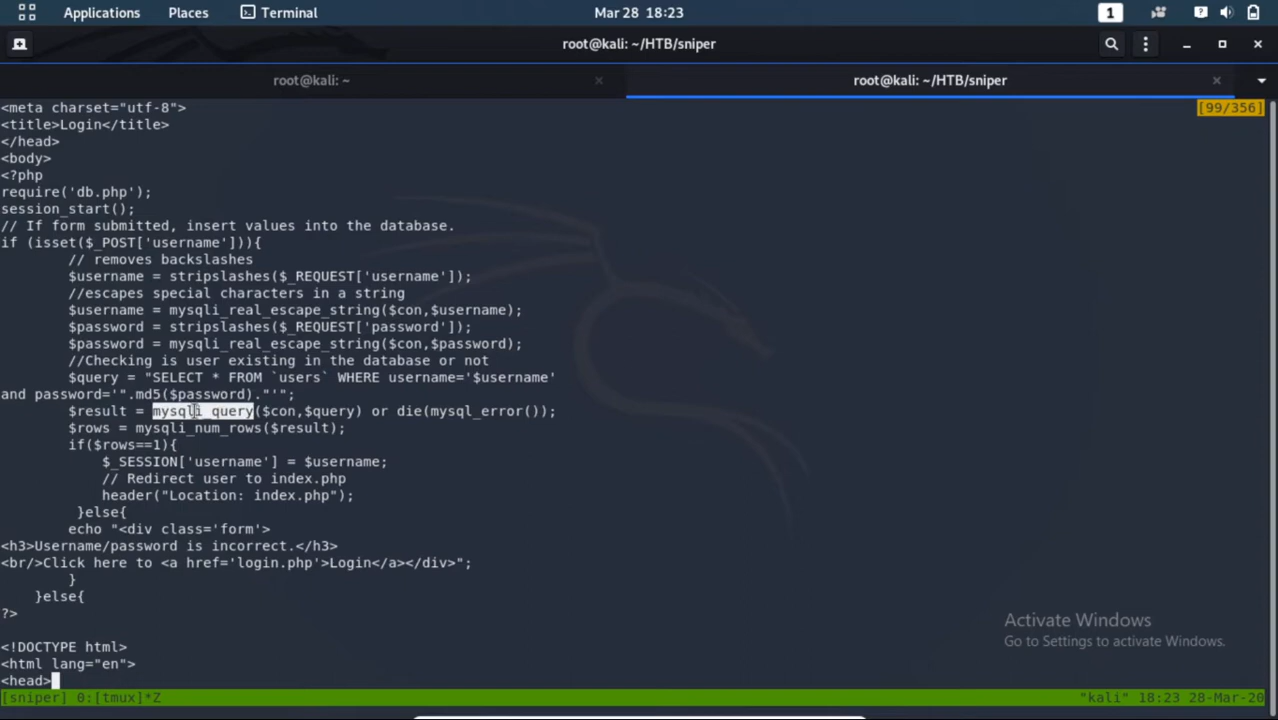 Applications Places Terminal Mar 28 18:23 1
root@kali: ~/HTB/sniper
root@kali: ~ root@kali: ~/HTB/sniper
<meta charset="utf-8"> [99/356]
<title>Login</title>
</head>
<body>
<?php
require('db.php');
session_start();
// If form submitted, insert values into the database.
if (isset($_POST['username'])){
        // removes backslashes
        $username = stripslashes($_REQUEST['username']);
        //escapes special characters in a string
        $username = mysqli_real_escape_string($con,$username);
        $password = stripslashes($_REQUEST['password']);
        $password = mysqli_real_escape_string($con,$password);
        //Checking is user existing in the database or not
        $query = "SELECT * FROM `users` WHERE username='$username'
and password='".md5($password)."'";
        $result = mysqli_query($con,$query) or die(mysql_error());
        $rows = mysqli_num_rows($result);
        if($rows==1){
            $_SESSION['username'] = $username;
            // Redirect user to index.php
            header("Location: index.php");
         }else{
        echo "<div class='form'>
<h3>Username/password is incorrect.</h3>
<br/>Click here to <a href='login.php'>Login</a></div>";
        }
    }else{
?>
<!DOCTYPE html>
<html lang="en">
<head>
Activate Windows
Go to Settings to activate Windows.
[sniper] 0:[tmux]*Z "kali" 18:23 28-Mar-20